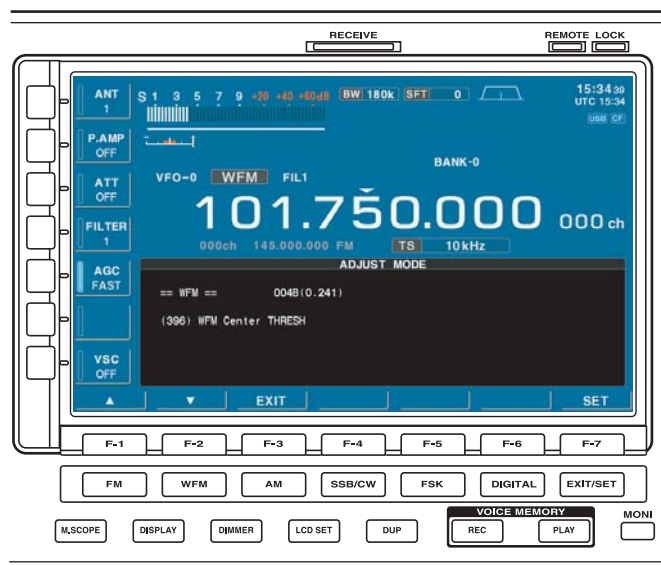 RECEIVE
REMOTE LOCK
ANT
1
S 1 3 5 7 9 +20 +40 +60dB
BW 180k SFT 0
15:34 39
UTC 15:34
USB CF
P.AMP
OFF
BANK-0
ATT
OFF
VFO-0 WFM FIL1
FILTER
1
101.750.000 000 ch
000ch 145.000.000 FM TS 10kHz
AGC
FAST
ADJUST MODE
== WFM == 004B(0.241)
(396) WFM Center THRESH
VSC
OFF
▲ ▼ EXIT SET
F-1 F-2 F-3 F-4 F-5 F-6 F-7
FM WFM AM SSB/CW FSK DIGITAL EXIT/SET
VOICE MEMORY
M.SCOPE DISPLAY DIMMER LCD SET DUP REC PLAY MONI